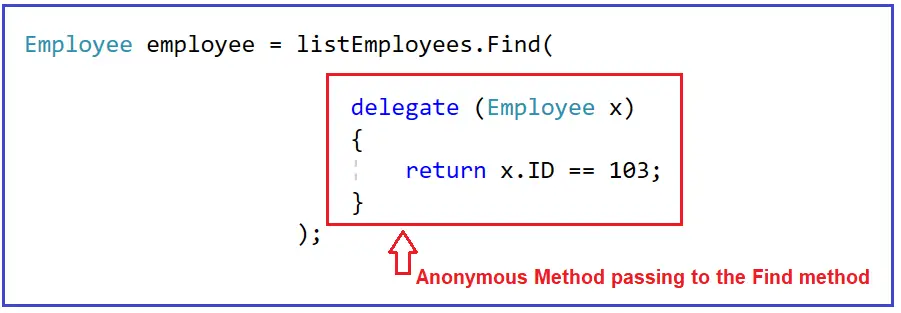 Employee employee = listEmployees.Find(
delegate (Employee x)
{
return x.ID == 103;
}
);
Anonymous Method passing to the Find method